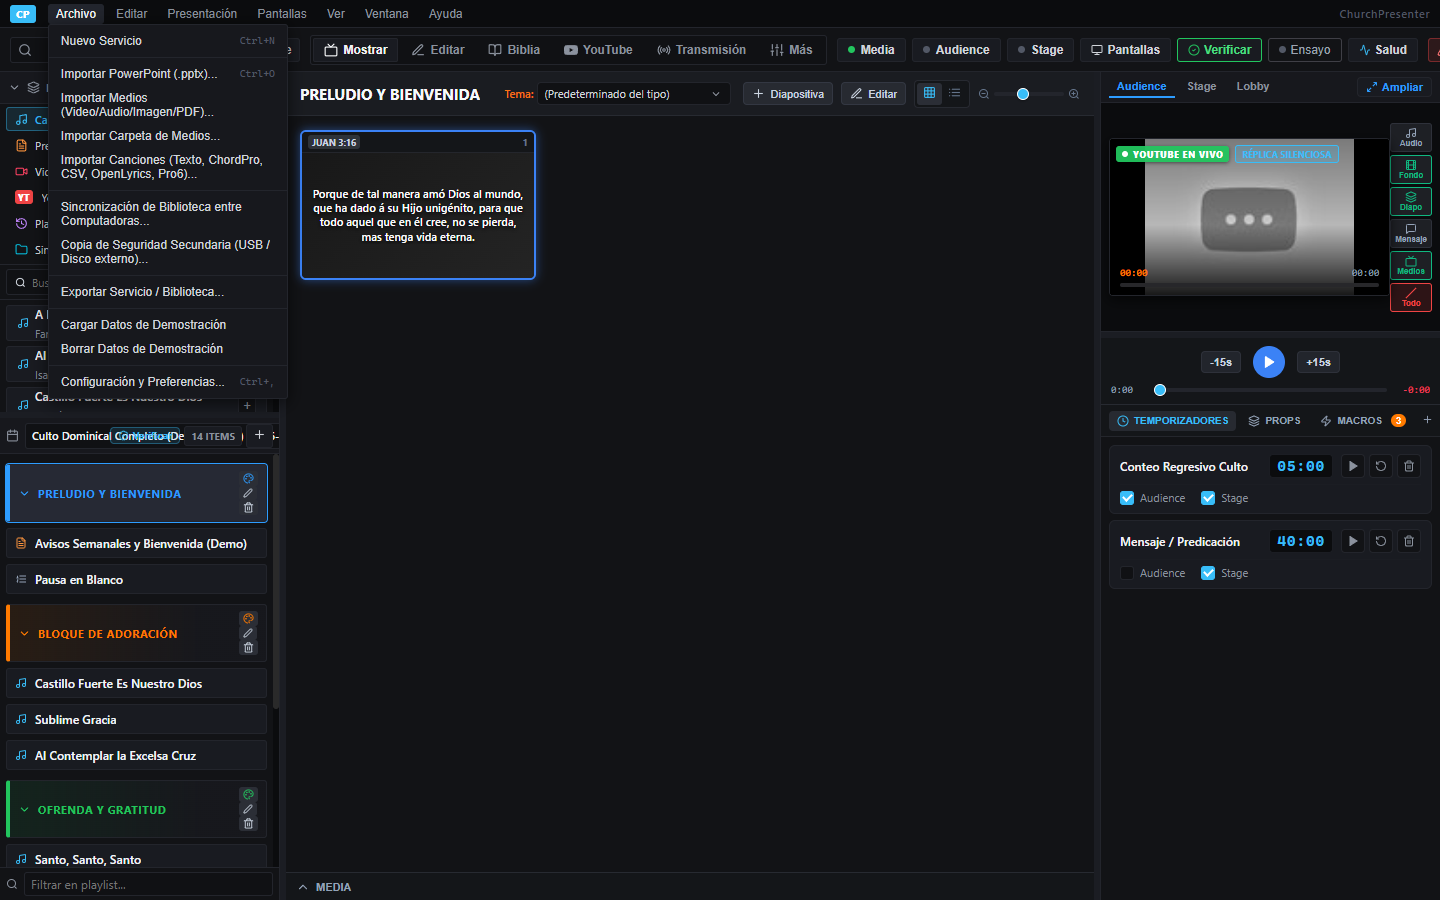 CP Archivo Editar Presentación Pantallas Ver Ventana Ayuda ChurchPresenter
Nuevo Servicio Ctrl+N
Importar PowerPoint (.pptx)... Ctrl+O
Importar Medios
(Video/Audio/Imagen/PDF)...
Importar Carpeta de Medios...
Importar Canciones (Texto, ChordPro,
CSV, OpenLyrics, Pro6)...
Sincronización de Biblioteca entre
Computadoras...
Copia de Seguridad Secundaria (USB /
Disco externo)...
Exportar Servicio / Biblioteca...
Cargar Datos de Demostración
Borrar Datos de Demostración
Configuración y Preferencias... Ctrl+,
Mostrar Editar Biblia YouTube Transmisión Más
Media Audience Stage Pantallas Verificar Ensayo Salud
YT
Castillo Fuerte Es Nuestro Dios
Culto Dominical Completo (De 14 ITEMS
PRELUDIO Y BIENVENIDA
Avisos Semanales y Bienvenida (Demo)
Pausa en Blanco
BLOQUE DE ADORACIÓN
Castillo Fuerte Es Nuestro Dios
Sublime Gracia
Al Contemplar la Excelsa Cruz
OFRENDA Y GRATITUD
Santo, Santo, Santo
Filtrar en playlist...
PRELUDIO Y BIENVENIDA Tema: (Predeterminado del tipo) Diapositiva Editar
JUAN 3:16 1
Porque de tal manera amó Dios al mundo,
que ha dado á su Hijo unigénito, para que
todo aquel que en él cree, no se pierda,
mas tenga vida eterna.
MEDIA
Audience Stage Lobby Ampliar
YOUTUBE EN VIVO RÉPLICA SILENCIOSA
00:00 00:00
Audio
Fondo
Diapo
Mensaje
Medios
Todo
-15s +15s
0:00 -0:00
TEMPORIZADORES PROPS MACROS 3
Conteo Regresivo Culto 05:00
Audience Stage
Mensaje / Predicación 40:00
Audience Stage